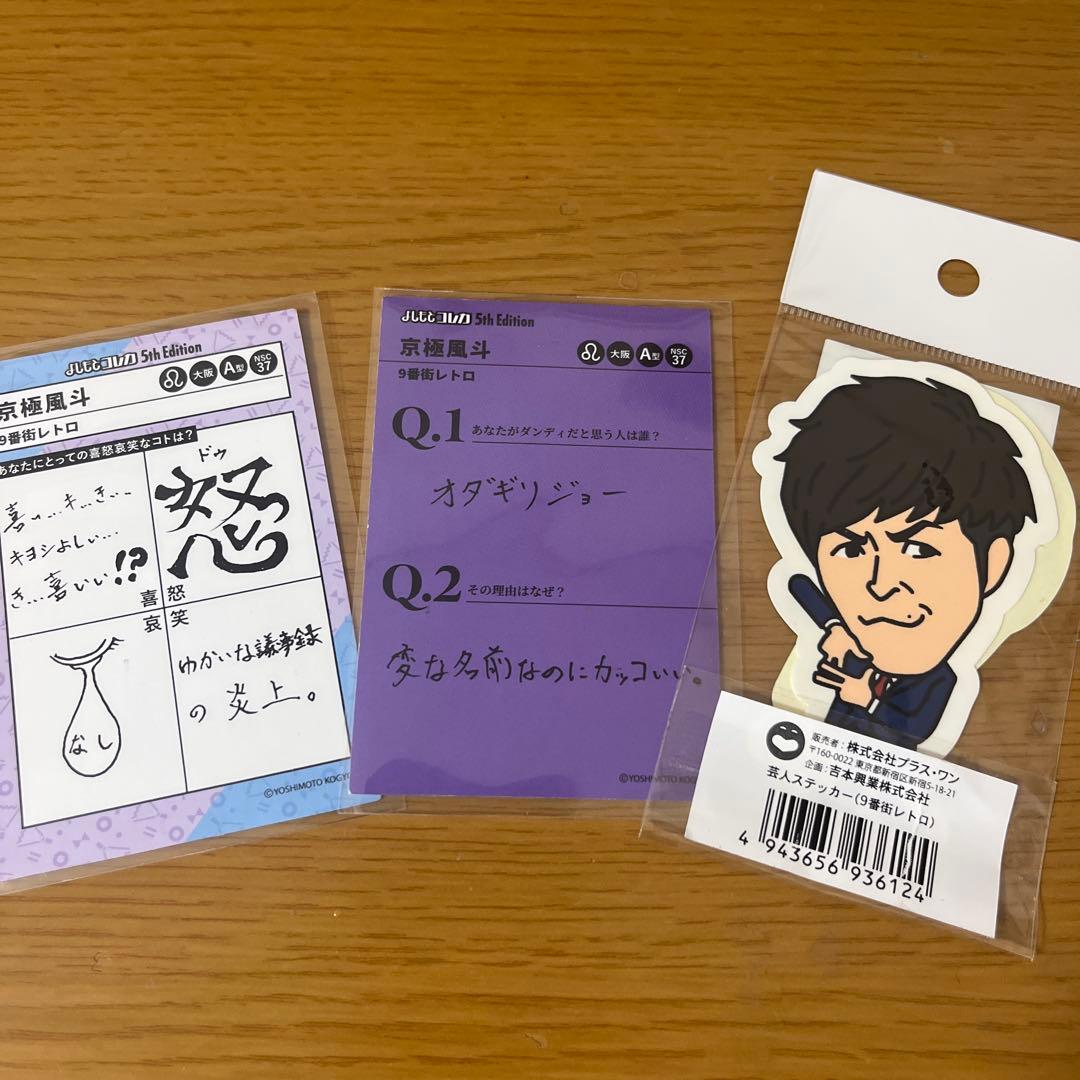 よしもとコレカ 5th Edition
京極風斗
大阪 A型 NSC 37
9番街レトロ
あなたにとっての喜怒哀笑なコトは?
キヨシよしい…
き…喜いい!?
ドゥ
怒
喜 怒
哀 笑
なし
ゆかいな議事録
の炎上。
©YOSHIMOTO KOGYO
よしもとコレカ 5th Edition
京極風斗
大阪 A型 NSC 37
9番街レトロ
Q.1 あなたがダンディだと思う人は誰?
オダギリジョー
Q.2 その理由はなぜ?
変な名前なのにカッコいい。
©YOSHIMOTO KOGYO
販売者:株式会社プラス・ワン
〒160-0022 東京都新宿区新宿5-18-21
企画:吉本興業株式会社
芸人ステッカー(9番街レトロ)
4 943656 936124